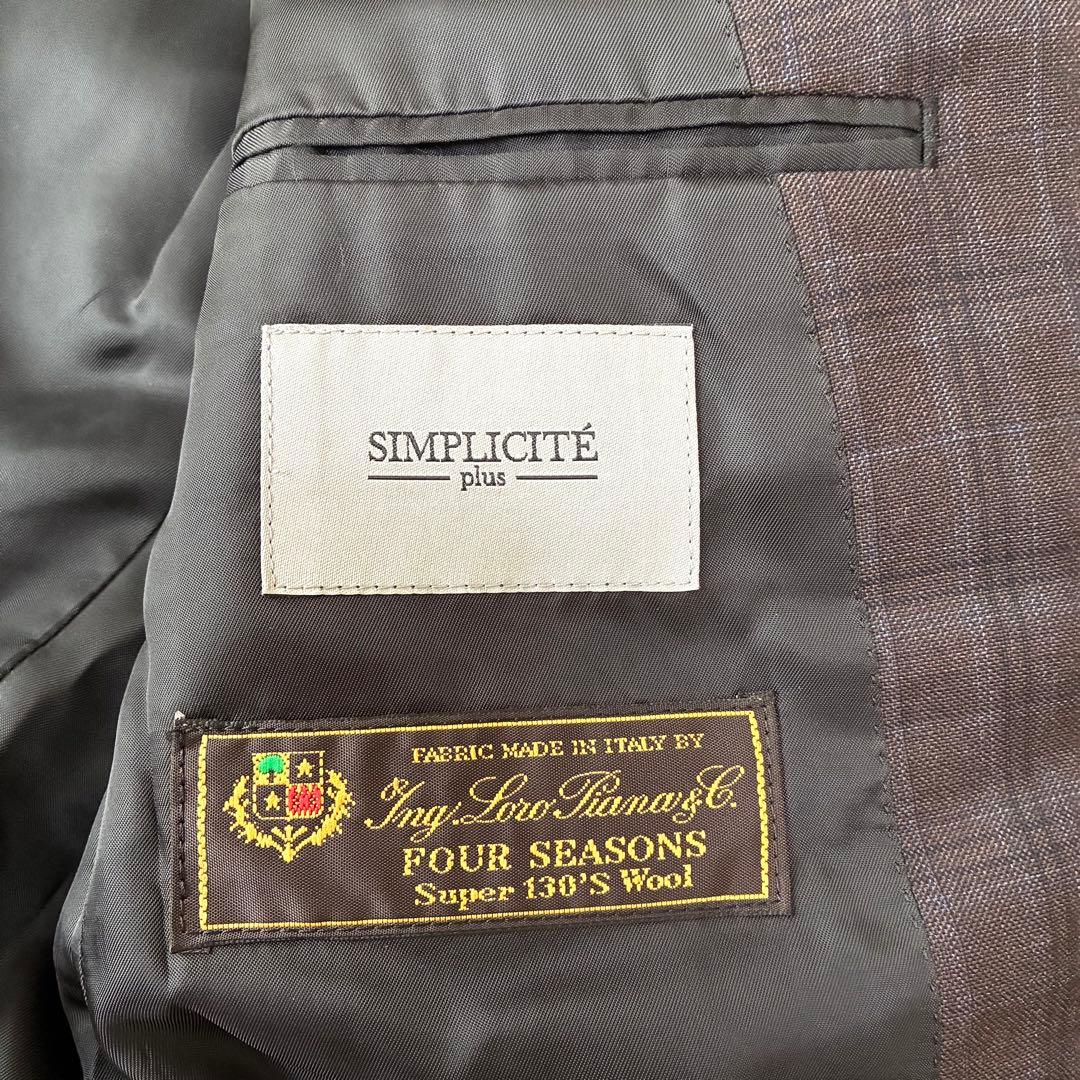 SIMPLICITÉ
plus
FABRIC MADE IN ITALY BY
Ing. Loro Piana & C.
FOUR SEASONS
Super 130'S Wool